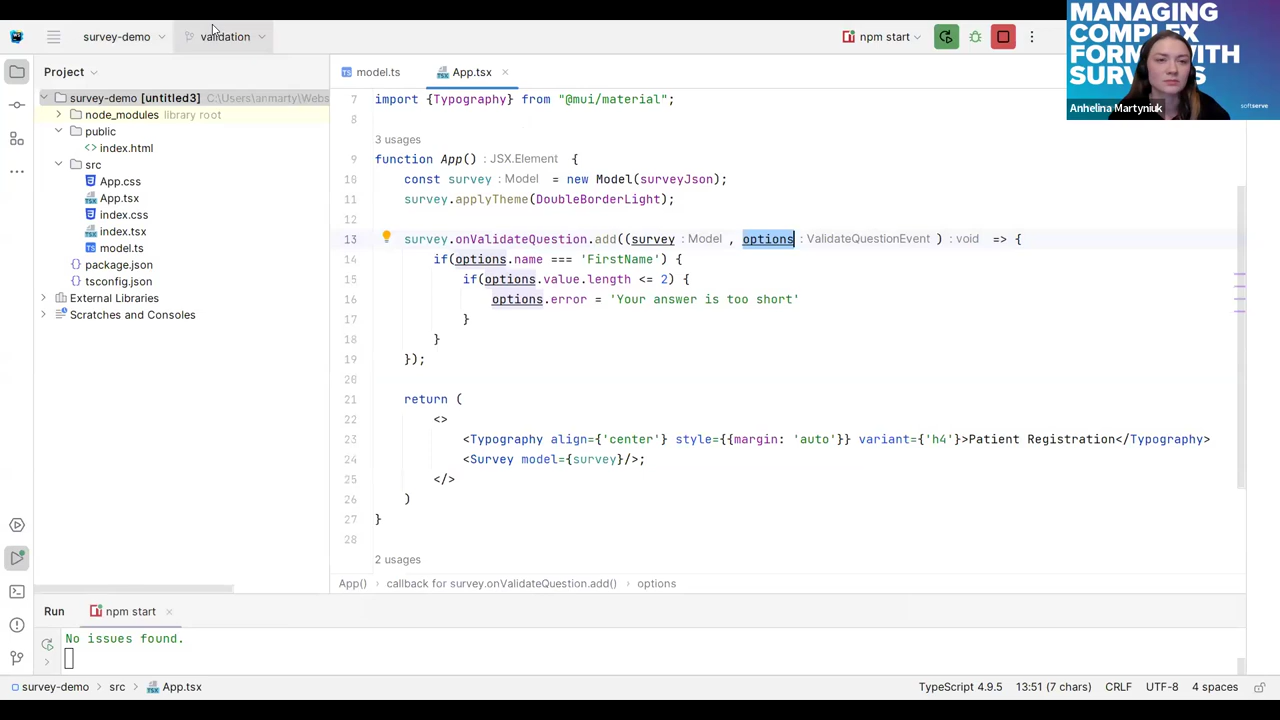 survey-demo
validation
npm start
MANAGING
COMPLEX
FORM WITH
SURV S
Anhelina Martyniuk
softserve
Project
model.ts
App.tsx
survey-demo [untitled3] C:\Users\anmarty\Webs
node_modules library root
public
index.html
src
App.css
App.tsx
index.css
index.tsx
model.ts
package.json
tsconfig.json
External Libraries
Scratches and Consoles
7 import {Typography} from "@mui/material";
8
3 usages
9 function App() : JSX.Element {
10 const survey : Model = new Model(surveyJson);
11 survey.applyTheme(DoubleBorderLight);
12
13 survey.onValidateQuestion.add((survey : Model , options : ValidateQuestionEvent ) : void => {
14 if(options.name === 'FirstName') {
15 if(options.value.length <= 2) {
16 options.error = 'Your answer is too short'
17 }
18 }
19 });
20
21 return (
22 <>
23 <Typography align={'center'} style={{margin: 'auto'}} variant={'h4'}>Patient Registration</Typography>
24 <Survey model={survey}/>;
25 </>
26 )
27 }
28
2 usages
App() callback for survey.onValidateQuestion.add() options
Run npm start
No issues found.
survey-demo src App.tsx
TypeScript 4.9.5 13:51 (7 chars) CRLF UTF-8 4 spaces